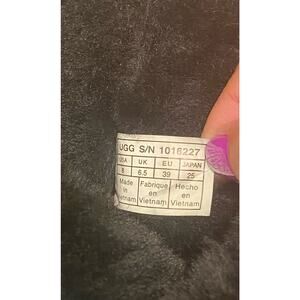 UGG S/N 1016227
USA UK EU JAPAN
8 6.5 39 25
Made Fabriqué Hecho
in en en
Vietnam Vietnam Vietnam